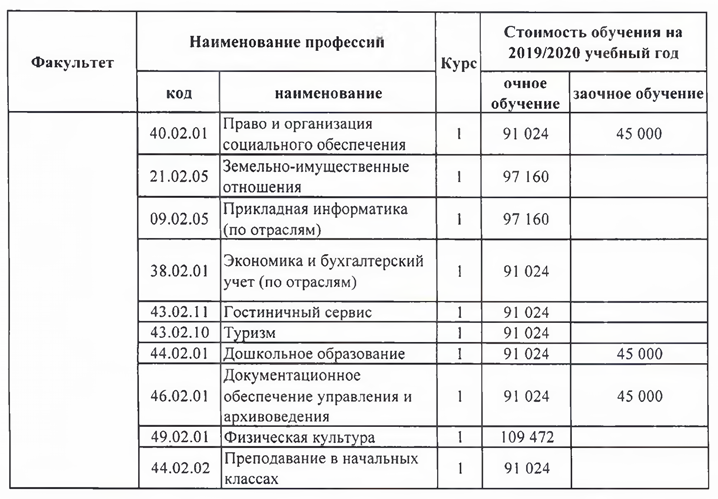 Факультет
Наименование профессий
Курс
Стоимость обучения на
2019/2020 учебный год
код
наименование
очное
обучение
заочное обучение
40.02.01 Право и организация
социального обеспечения 1 91 024 45 000
21.02.05 Земельно-имущественные
отношения 1 97 160
09.02.05 Прикладная информатика
(по отраслям) 1 97 160
38.02.01 Экономика и бухгалтерский
учет (по отраслям) 1 91 024
43.02.11 Гостиничный сервис 1 91 024
43.02.10 Туризм 1 91 024
44.02.01 Дошкольное образование 1 91 024 45 000
Документационное
46.02.01 обеспечение управления и 1 91 024 45 000
архивоведения
49.02.01 Физическая культура 1 109 472
44.02.02 Преподавание в начальных
классах 1 91 024